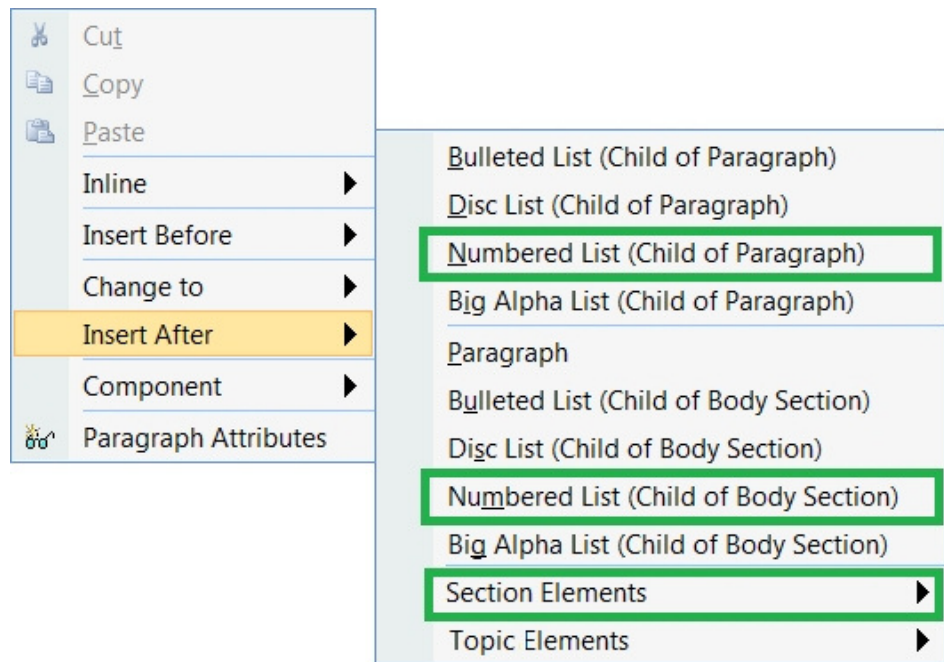 Cut
Copy
Paste
Inline
Insert Before
Change to
Insert After
Component
Paragraph Attributes
Bulleted List (Child of Paragraph)
Disc List (Child of Paragraph)
Numbered List (Child of Paragraph)
Big Alpha List (Child of Paragraph)
Paragraph
Bulleted List (Child of Body Section)
Disc List (Child of Body Section)
Numbered List (Child of Body Section)
Big Alpha List (Child of Body Section)
Section Elements
Topic Elements